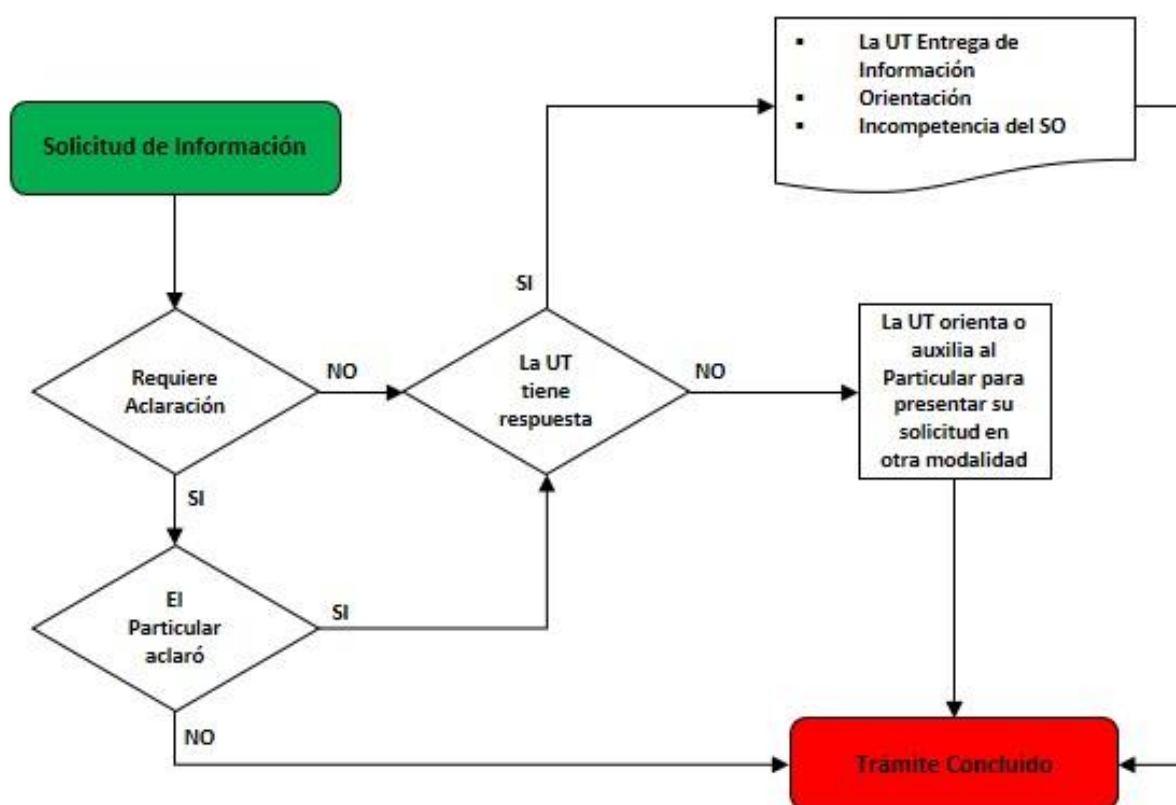 ▪ La UT Entrega de
Información
▪ Orientación
▪ Incompetencia del SO
Solicitud de Información
SI
Requiere
Aclaración
NO
La UT
tiene
respuesta
NO
La UT orienta o
auxilia al
Particular para
presentar su
solicitud en
otra modalidad
SI
El
Particular
aclaró
SI
NO
Trámite Concluido